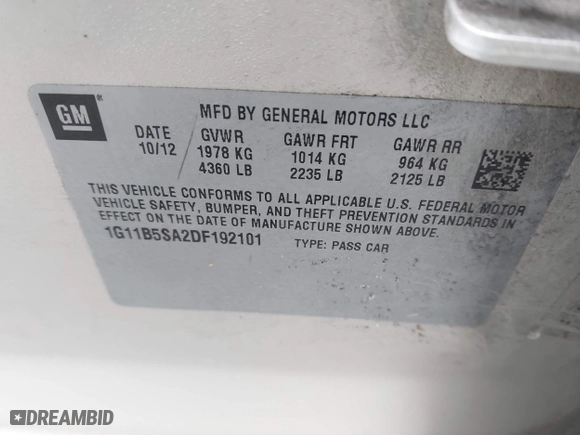 GM ®
MFD BY GENERAL MOTORS LLC
DATE GVWR GAWR FRT GAWR RR
10/12 1978 KG 1014 KG 964 KG
4360 LB 2235 LB 2125 LB
THIS VEHICLE CONFORMS TO ALL APPLICABLE U.S. FEDERAL MOTOR
VEHICLE SAFETY, BUMPER, AND THEFT PREVENTION STANDARDS IN
EFFECT ON THE DATE OF MANUFACTURE SHOWN ABOVE.
1G11B5SA2DF192101 TYPE: PASS CAR
DREAMBID